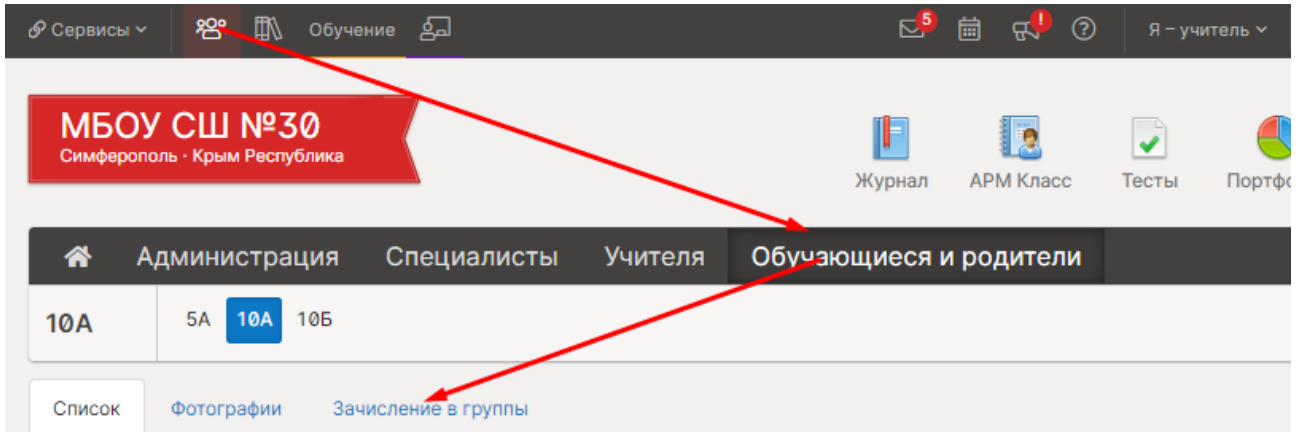 Сервисы
Обучение
5
!
?
Я – учитель
МБОУ СШ №30
Симферополь · Крым Республика
Журнал
АРМ Класс
Тесты
Администрация
Специалисты
Учителя
Обучающиеся и родители
10А
5А
10А
10Б
Список
Фотографии
Зачисление в группы